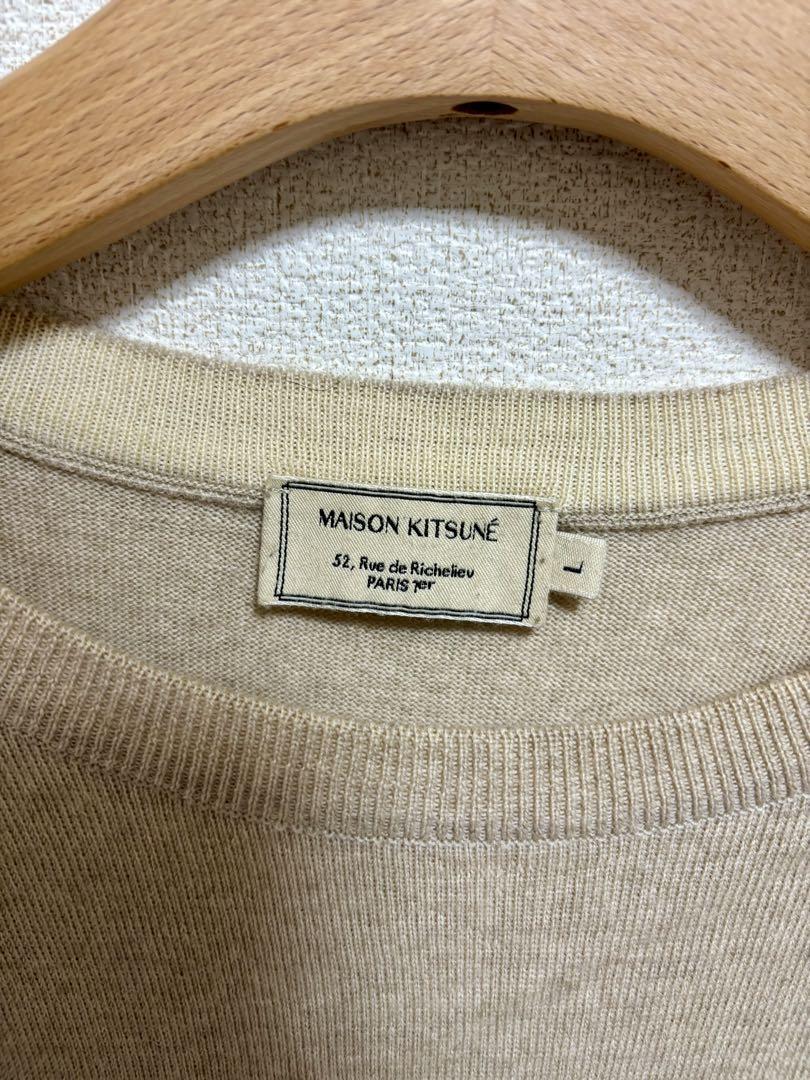 MAISON KITSUNÉ
52, Rue de Richelieu
PARIS 1er
L